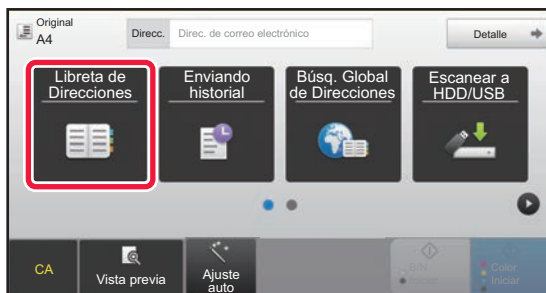 Original
A4
Direcc.
Direc. de correo electrónico
Detalle
Libreta de
Direcciones
Enviando
historial
Búsq. Global
de Direcciones
Escanear a
HDD/USB
CA
Vista previa
Ajuste
auto
B/N
Iniciar
Color
Iniciar